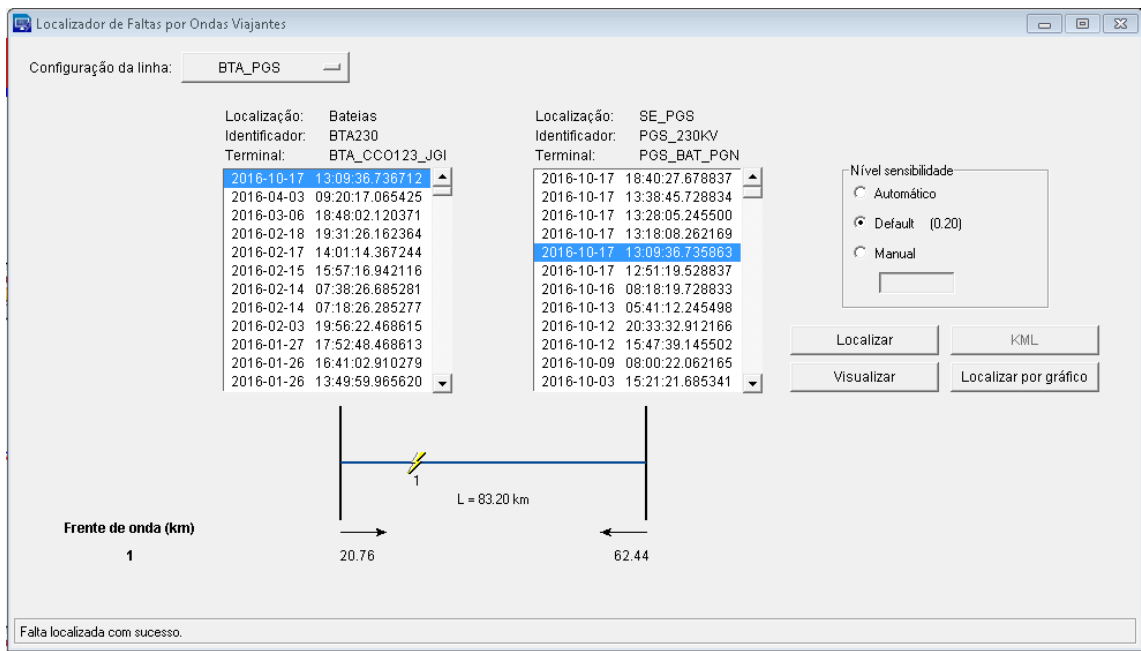 Localizador de Faltas por Ondas Viajantes
Configuração da linha: BTA_PGS
Localização: Bateias
Identificador: BTA230
Terminal: BTA_CCO123_JGI
2016-10-17 13:09:36.736712
2016-04-03 09:20:17.065425
2016-03-06 18:48:02.120371
2016-02-18 19:31:26.162364
2016-02-17 14:01:14.367244
2016-02-15 15:57:16.942116
2016-02-14 07:38:26.685281
2016-02-14 07:18:26.285277
2016-02-03 19:56:22.468615
2016-01-27 17:52:48.468613
2016-01-26 16:41:02.910279
2016-01-26 13:49:59.965620
Localização: SE_PGS
Identificador: PGS_230KV
Terminal: PGS_BAT_PGN
2016-10-17 18:40:27.678837
2016-10-17 13:38:45.728834
2016-10-17 13:28:05.245500
2016-10-17 13:18:08.262169
2016-10-17 13:09:36.735863
2016-10-17 12:51:19.528837
2016-10-16 08:18:19.728833
2016-10-13 05:41:12.245498
2016-10-12 20:33:32.912166
2016-10-12 15:47:39.145502
2016-10-09 08:00:22.062165
2016-10-03 15:21:21.685341
Nível sensibilidade
Automático
Default (0.20)
Manual
Localizar KML
Visualizar Localizar por gráfico
1
L = 83.20 km
Frente de onda (km)
1 20.76 62.44
Falta localizada com sucesso.